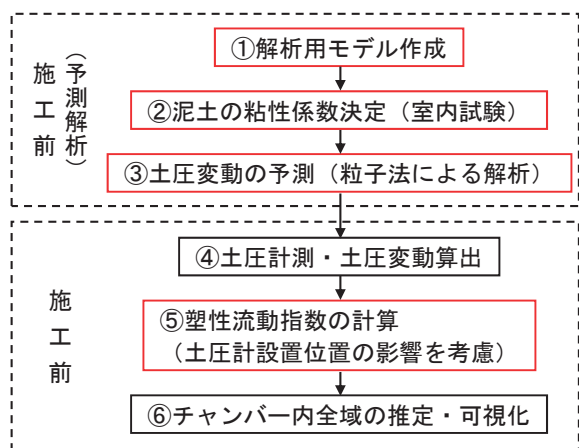 施工前
（予測解析）
①解析用モデル作成
②泥土の粘性係数決定（室内試験）
③土圧変動の予測（粒子法による解析）
施工前
④土圧計測・土圧変動算出
⑤塑性流動指数の計算
（土圧計設置位置の影響を考慮）
⑥チャンバー内全域の推定・可視化